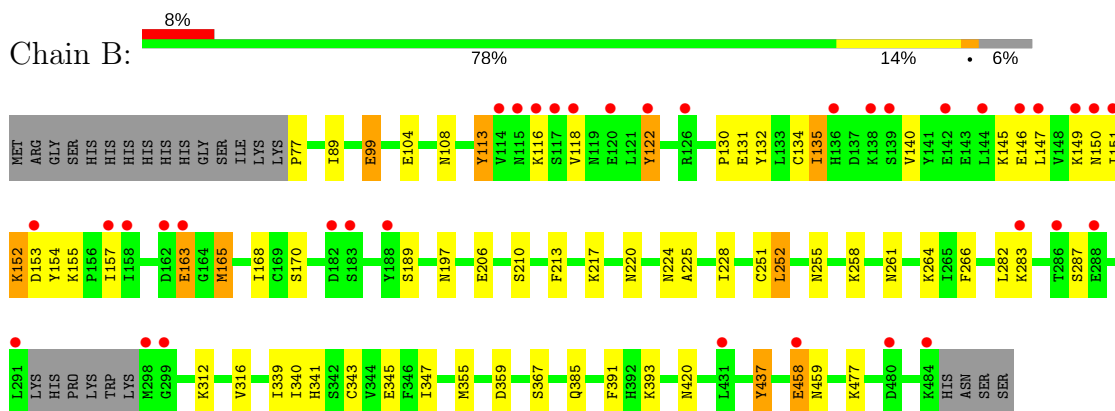 8%
Chain B:
78% 14% • 6%
MET ARG GLY SER HIS HIS HIS HIS HIS HIS GLY SER ILE LYS LYS P77 I89 E99 E104 N108 Y113 V114 N115 K116 S117 V118 N119 E120 L121 Y122 R126 P130 E131 Y132 L133 C134 I135 H136 D137 K138 S139 V140 Y141 E142 E143 L144 K145 E146 L147 V148 K149 N150 I151
K152 D153 Y154 K155 P156 I157 I158 D162 E163 G164 M165 I168 C169 S170 D182 S183 Y188 S189 N197 E206 S210 F213 K217 N220 N224 A225 I228 C251 L252 N255 K258 N261 K264 I265 F266 L282 K283 T286 S287 E288
L291 LYS HIS PRO LYS TRP LYS M298 G299 K312 V316 I339 I340 H341 S342 C343 V344 E345 F346 I347 M355 D359 S367 Q385 F391 H392 K393 N420 L431 Y437 E458 N459 K477 D480 K484 HIS ASN SER SER